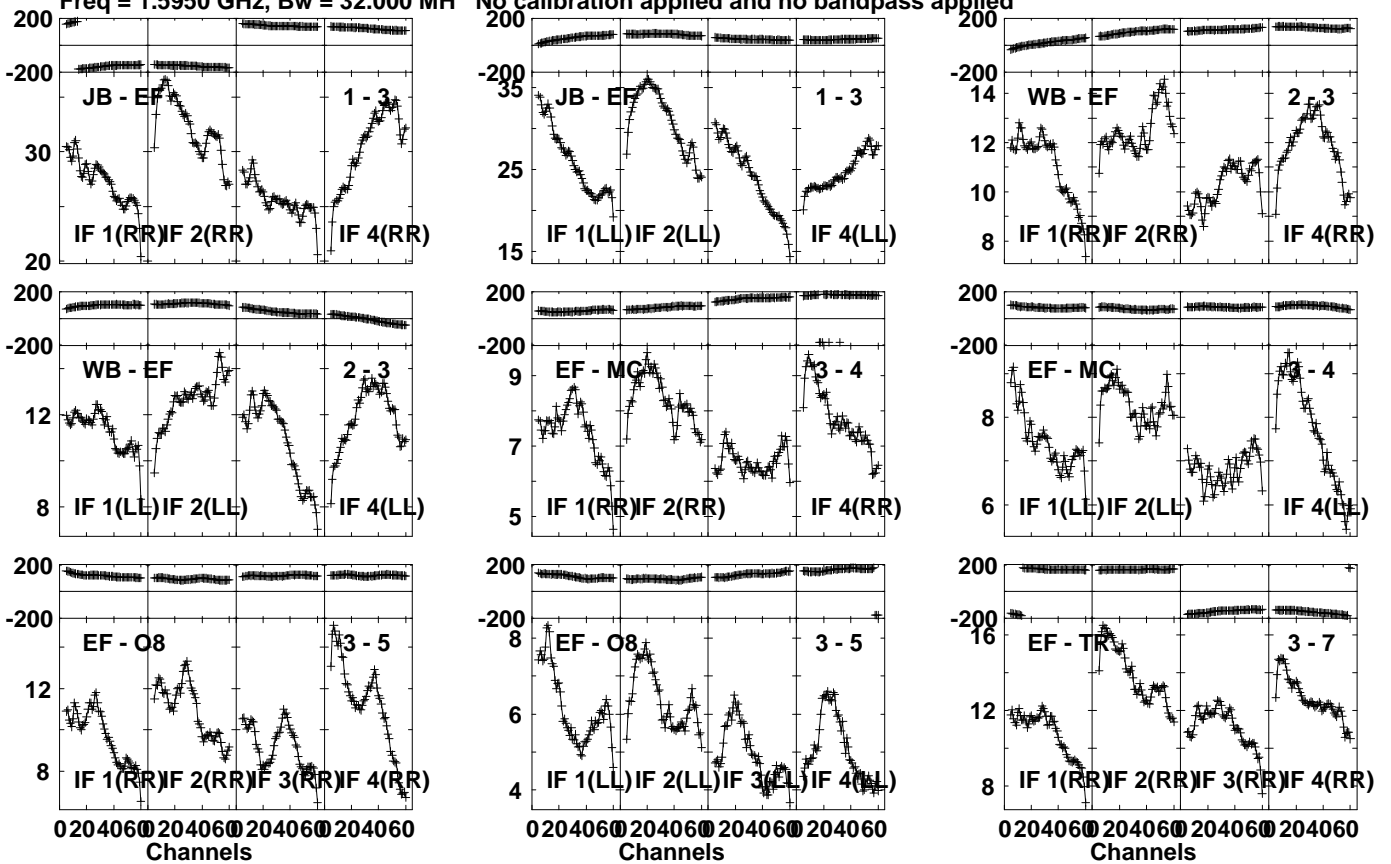 Freq = 1.5950 GHz, Bw = 32.000 MH No calibration applied and no bandpass applied
200
-200
JB - EF
1 - 3
30
20
IF 1(RR)
IF 2(RR)
IF 4(RR)
200
-200
35
JB - EF
1 - 3
25
15
IF 1(LL)
IF 2(LL)
IF 4(LL)
200
-200
14
WB - EF
2 - 3
12
10
8
IF 1(RR)
IF 2(RR)
IF 4(RR)
200
-200
WB - EF
2 - 3
12
8
IF 1(LL)
IF 2(LL)
IF 4(LL)
200
-200
9
EF - MC
3 - 4
7
5
IF 1(RR)
IF 2(RR)
IF 4(RR)
200
-200
EF - MC
3 - 4
8
6
IF 1(LL)
IF 2(LL)
IF 4(LL)
200
-200
EF - O8
3 - 5
12
8
IF 1(RR)
IF 2(RR)
IF 3(RR)
IF 4(RR)
0 20 40 60 0 20 40 60 0 20 40 60 0 20 40 60
Channels
200
-200
8
EF - O8
3 - 5
6
4
IF 1(LL)
IF 2(LL)
IF 3(LL)
IF 4(LL)
0 20 40 60 0 20 40 60 0 20 40 60 0 20 40 60
Channels
200
-200
16
EF - TR
3 - 7
12
8
IF 1(RR)
IF 2(RR)
IF 3(RR)
IF 4(RR)
0 20 40 60 0 20 40 60 0 20 40 60 0 20 40 60
Channels